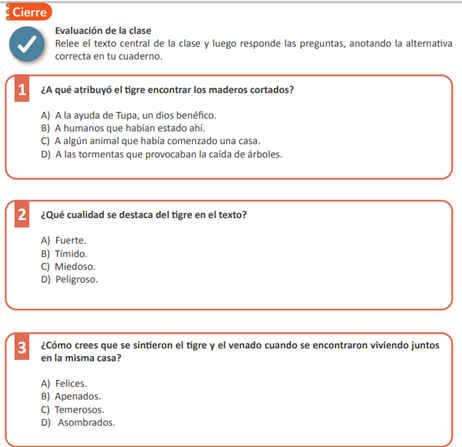 Cierre
Evaluación de la clase
Relee el texto central de la clase y luego responde las preguntas, anotando la alternativa
correcta en tu cuaderno.
1 ¿A qué atribuyó el tigre encontrar los maderos cortados?
A) A la ayuda de Tupa, un dios benéfico.
B) A humanos que habían estado ahí.
C) A algún animal que había comenzado una casa.
D) A las tormentas que provocaban la caída de árboles.
2 ¿Qué cualidad se destaca del tigre en el texto?
A) Fuerte.
B) Tímido.
C) Miedoso.
D) Peligroso.
3 ¿Cómo crees que se sintieron el tigre y el venado cuando se encontraron viviendo juntos
en la misma casa?
A) Felices.
B) Apenados.
C) Temerosos.
D) Asombrados.